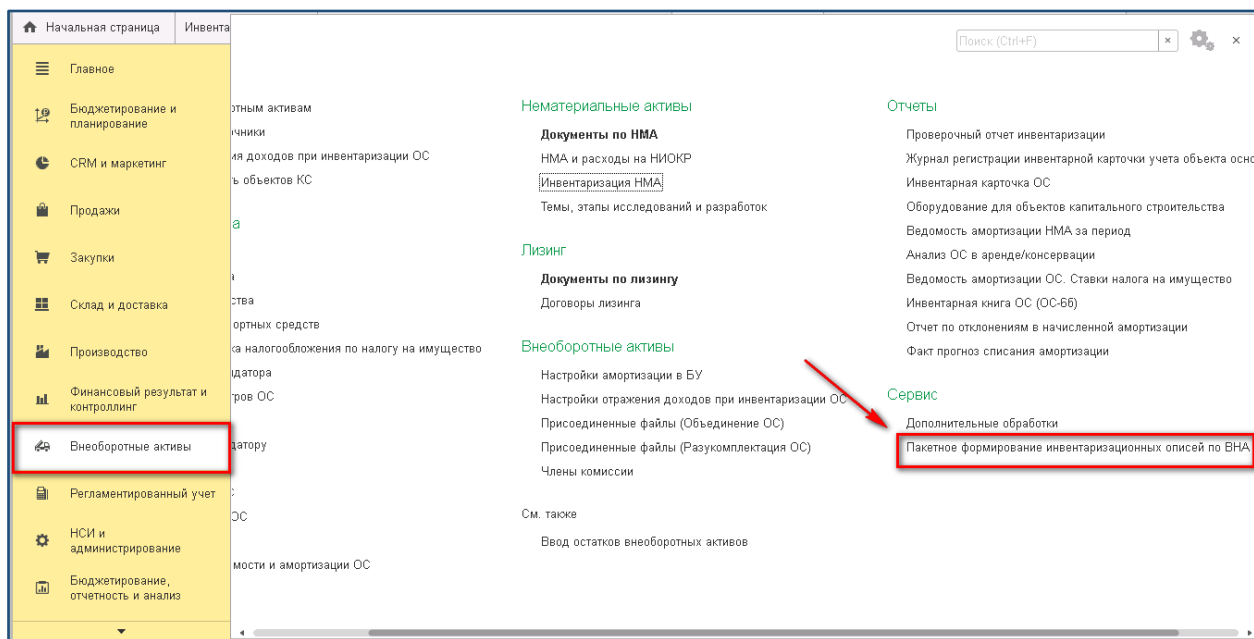 Начальная страница
Инвента
Поиск (Ctrl+F)
Главное
Бюджетирование и
планирование
CRM и маркетинг
Продажи
Закупки
Склад и доставка
Производство
Финансовый результат и
контроллинг
Внеоборотные активы
Регламентированный учет
НСИ и
администрирование
Бюджетирование,
отчетность и анализ
отным активам
чники
ия доходов при инвентаризации ОС
ь объектов КС
а
ства
ортных средств
ка налогообложения по налогу на имущество
датора
тров ОС
датору
ОС
мости и амортизации ОС
Нематериальные активы
Документы по НМА
НМА и расходы на НИОКР
Инвентаризация НМА
Темы, этапы исследований и разработок
Лизинг
Документы по лизингу
Договоры лизинга
Внеоборотные активы
Настройки амортизации в БУ
Настройки отражения доходов при инвентаризации ОС
Присоединенные файлы (Объединение ОС)
Присоединенные файлы (Разукомплектация ОС)
Члены комиссии
См. также
Ввод остатков внеоборотных активов
Отчеты
Проверочный отчет инвентаризации
Журнал регистрации инвентарной карточки учета объекта осно
Инвентарная карточка ОС
Оборудование для объектов капитального строительства
Ведомость амортизации НМА за период
Анализ ОС в аренде/консервации
Ведомость амортизации ОС. Ставки налога на имущество
Инвентарная книга ОС (ОС-6б)
Отчет по отклонениям в начисленной амортизации
Факт прогноз списания амортизации
Сервис
Дополнительные обработки
Пакетное формирование инвентаризационных описей по ВНА